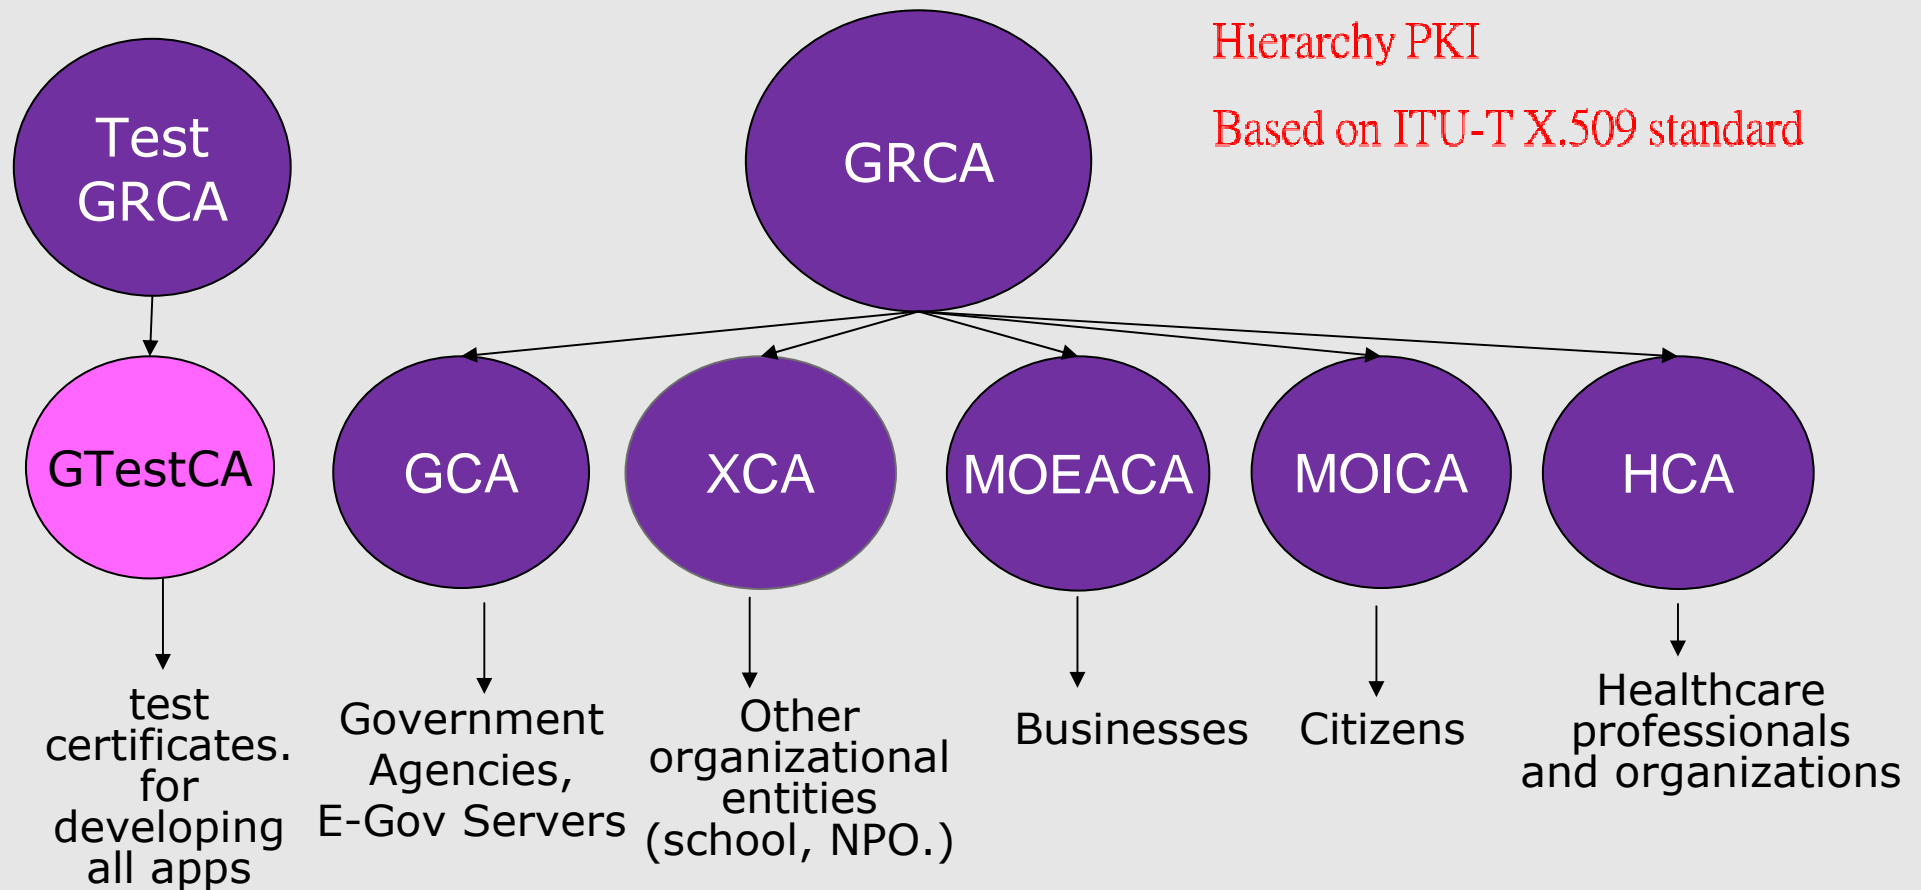 Hierarchy PKI
Based on ITU-T X.509 standard
Test
GRCA
GRCA
GTestCA
GCA
XCA
MOEACA
MOICA
HCA
test
certificates.
for
developing
all apps
Government
Agencies,
E-Gov Servers
Other
organizational
entities
(school, NPO.)
Businesses
Citizens
Healthcare
professionals
and organizations